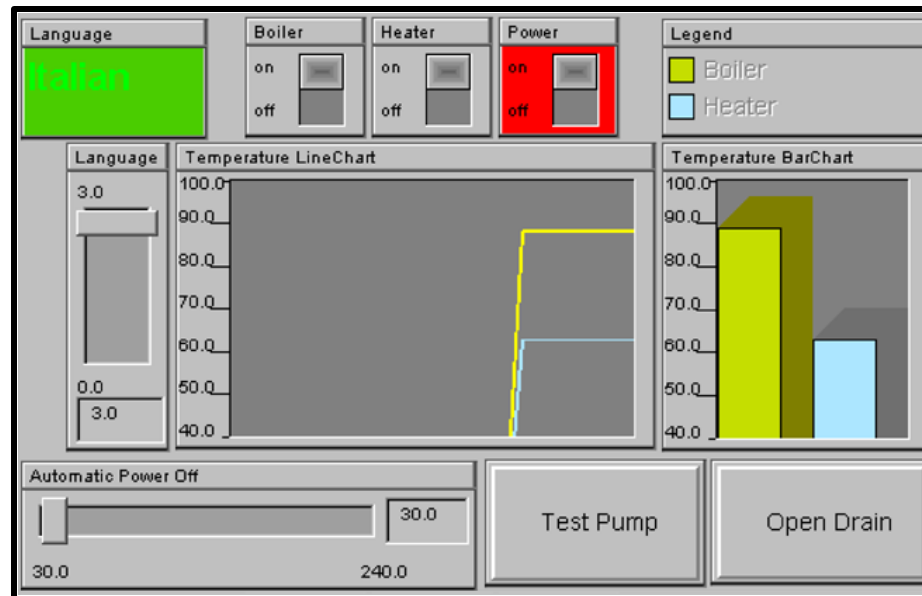 Language
Italian
Boiler
on
off
Heater
on
off
Power
on
off
Legend
Boiler
Heater
Language
3.0
0.0
3.0
Temperature LineChart
100.0
90.0
80.0
70.0
60.0
50.0
40.0
Temperature BarChart
100.0
90.0
80.0
70.0
60.0
50.0
40.0
Automatic Power Off
30.0
30.0
240.0
Test Pump
Open Drain